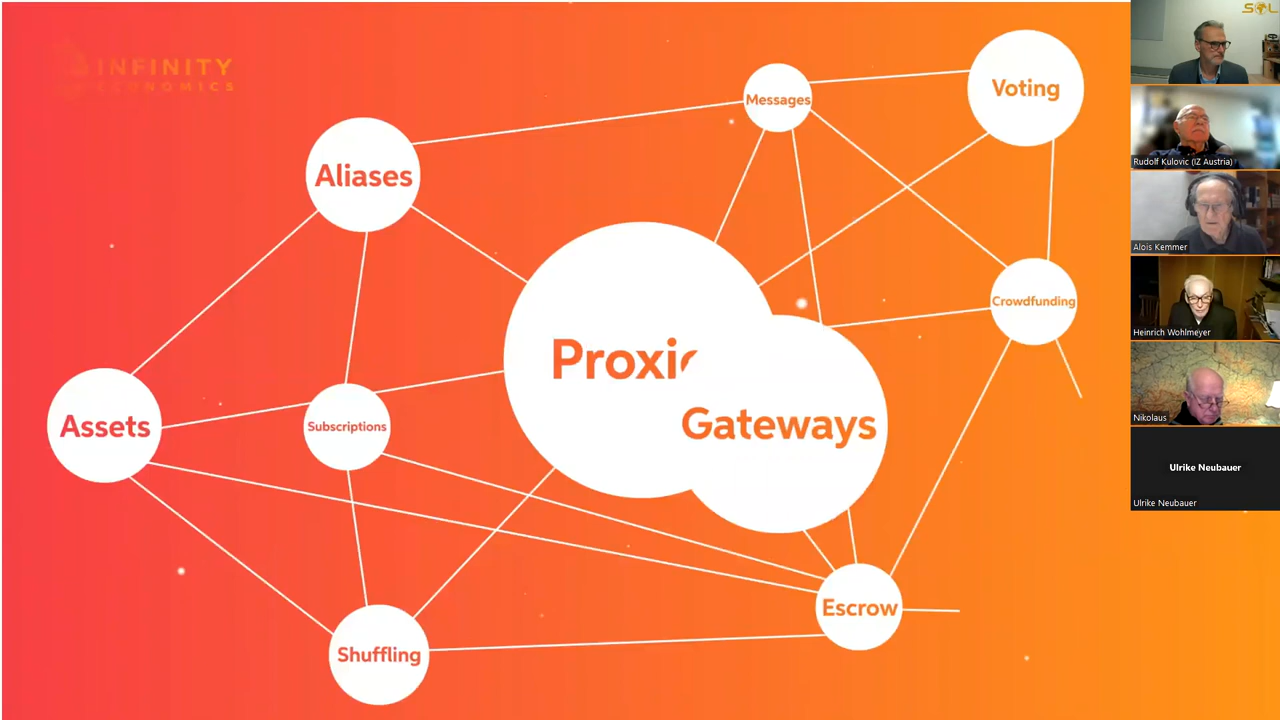 INFINITY
ECONOMICS
Messages
Voting
Aliases
Crowdfunding
Gateways
Assets
Subscriptions
Escrow
Shuffling
SOL
Rudolf Kulovic (IZ Austria)
Alois Kemmer
Heinrich Wohlmeyer
Nikolaus
Ulrike Neubauer
Ulrike Neubauer